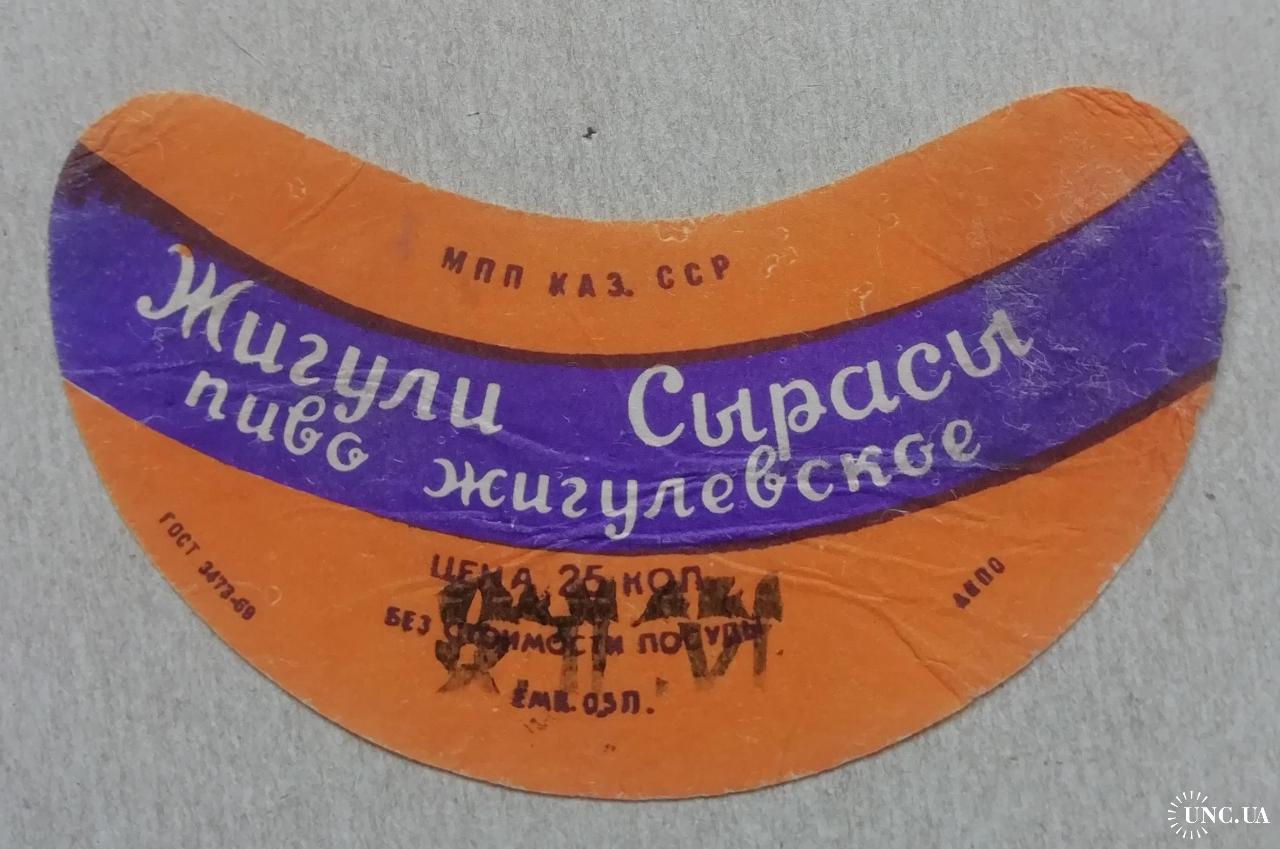 МПП КАЗ. ССР
Жигули Сырасы
пиво жигулевское
ГОСТ 3473-69
ЦЕНА 25 КОП.
БЕЗ СТОИМОСТИ ПОСУДЫ
ЁМК. 0,5 Л.
UNC.UA